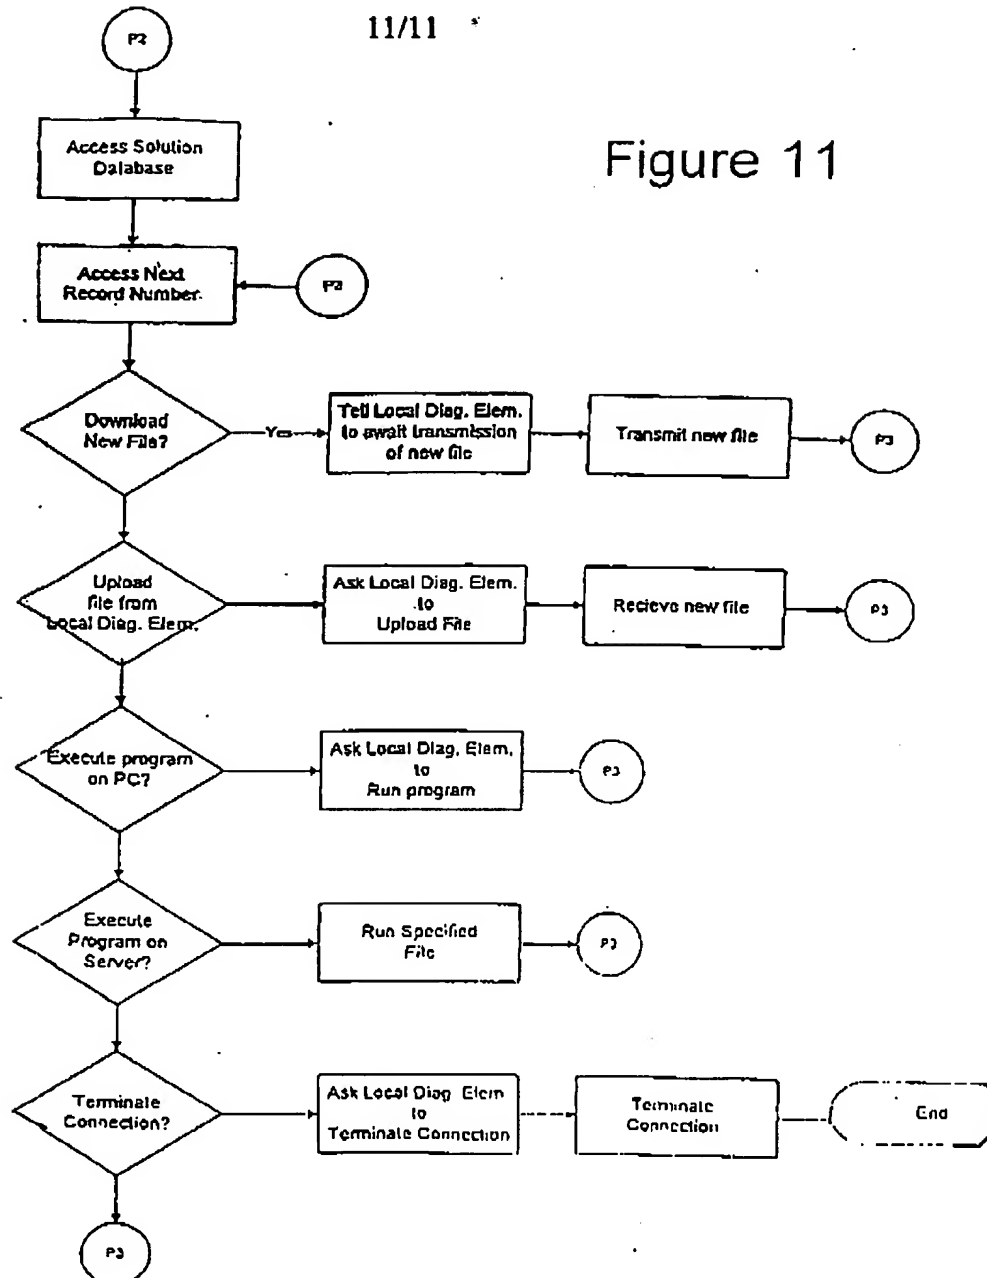 11/11
Figure 11
P2
Access Solution
Database
Access Next
Record Number.
Download
New File?
Yes
Tell Local Diag. Elem.
to await transmission
of new file
Transmit new file
P3
Upload
file from
Local Diag. Elem.
Ask Local Diag. Elem.
to
Upload File
Recieve new file
P3
Execute program
on PC?
Ask Local Diag. Elem.
to
Run program
P3
Execute
Program on
Server?
Run Specified
File
P3
Terminate
Connection?
Ask Local Diag Elem
to
Terminate Connection
Terminate
Connection
End
P3